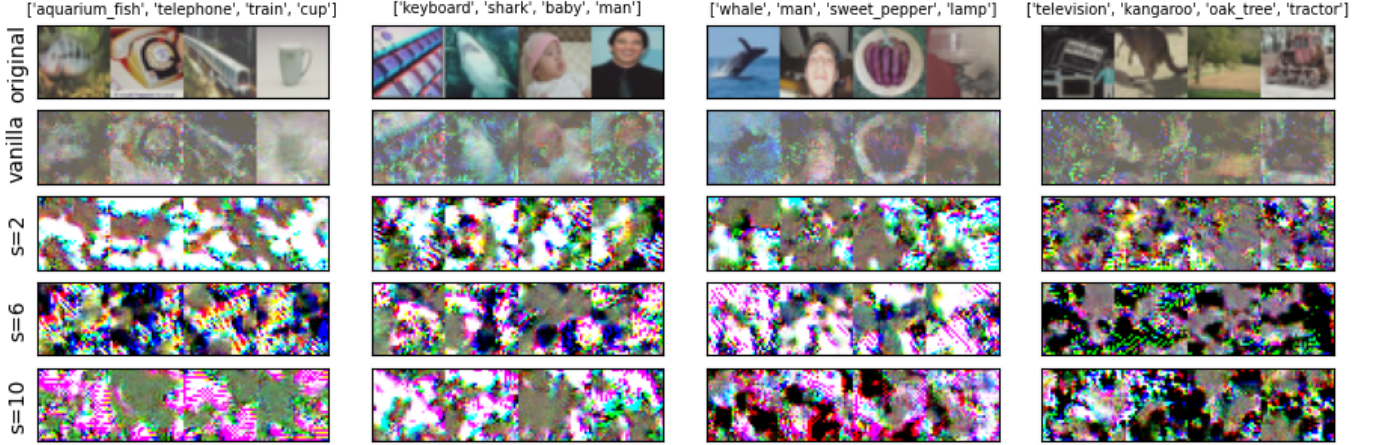 ['aquarium_fish', 'telephone', 'train', 'cup']
['keyboard', 'shark', 'baby', 'man']
['whale', 'man', 'sweet_pepper', 'lamp']
['television', 'kangaroo', 'oak_tree', 'tractor']
original
vanilla
s=2
s=6
s=10